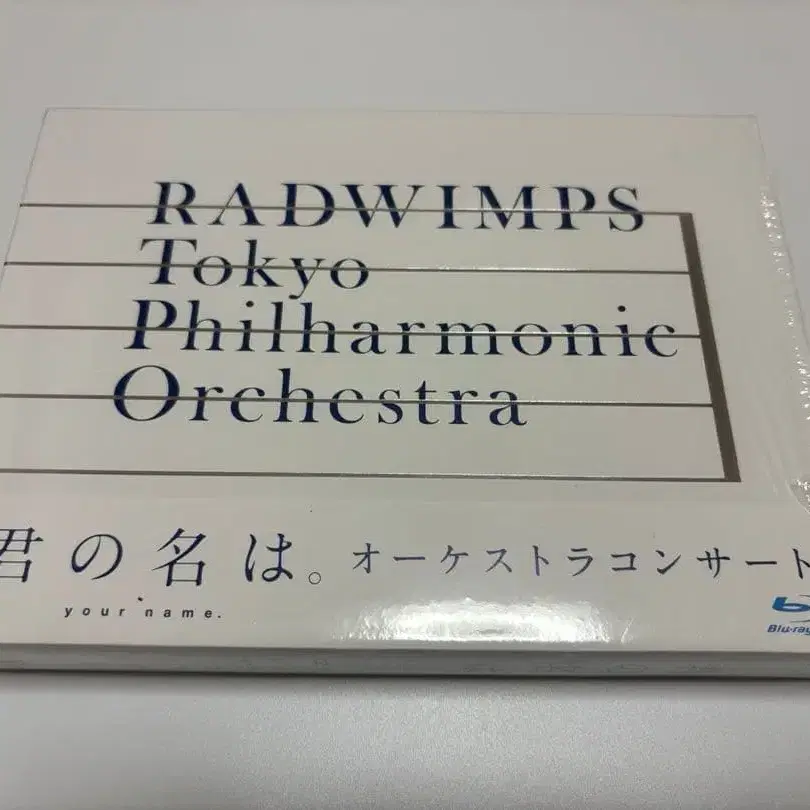 RADWIMPS
Tokyo
Philharmonic
Orchestra
君の名は。オーケストラコンサート
your name.
Blu-ray